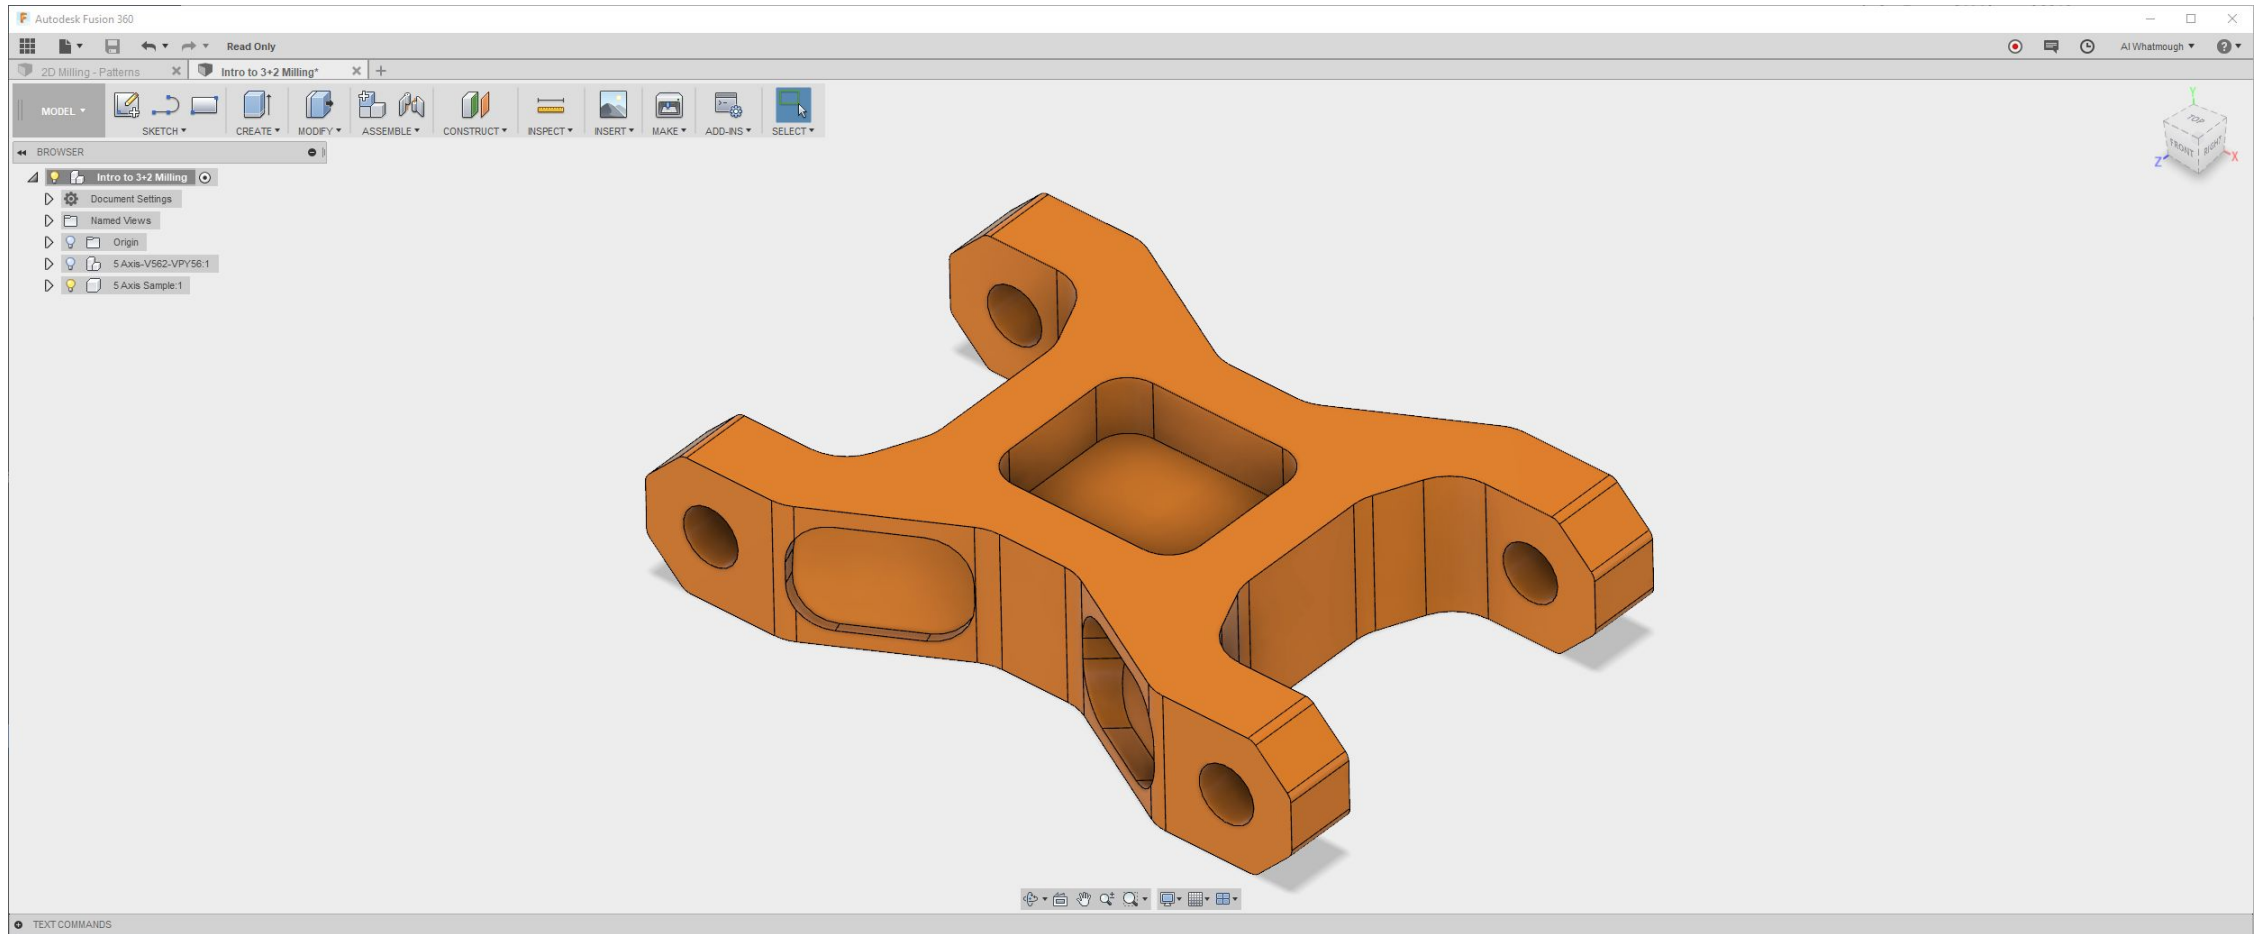 Autodesk Fusion 360
Read Only
Al Whatmough
2D Milling - Patterns
Intro to 3+2 Milling*
MODEL
SKETCH
CREATE
MODIFY
ASSEMBLE
CONSTRUCT
INSPECT
INSERT
MAKE
ADD-INS
SELECT
BROWSER
Intro to 3+2 Milling
Document Settings
Named Views
Origin
5 Axis-V562-VPY56:1
5 Axis Sample:1
Y
TOP
FRONT
RIGHT
Z
X
TEXT COMMANDS